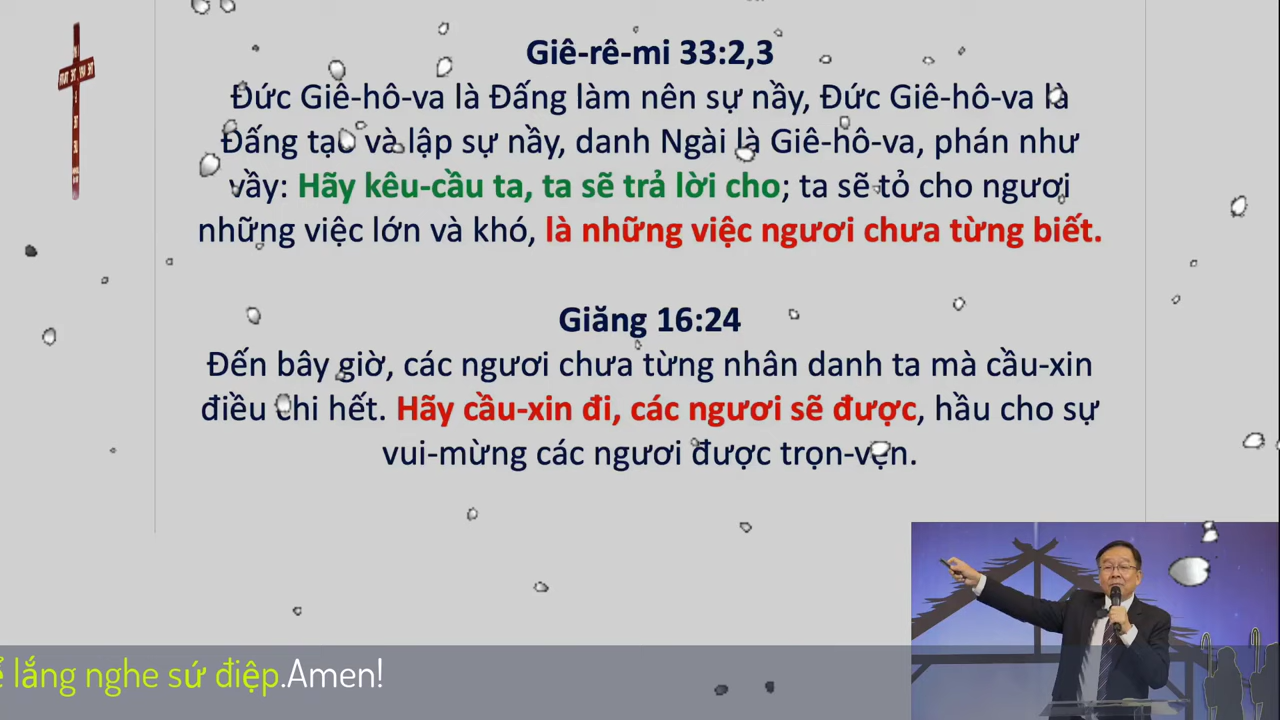 Giê-rê-mi 33:2,3
Đức Giê-hô-va là Đấng làm nên sự nầy, Đức Giê-hô-va là
Đấng tạo và lập sự nầy, danh Ngài là Giê-hô-va, phán như
vầy: Hãy kêu-cầu ta, ta sẽ trả lời cho; ta sẽ tỏ cho ngươi
những việc lớn và khó, là những việc ngươi chưa từng biết.
Giăng 16:24
Đến bây giờ, các ngươi chưa từng nhân danh ta mà cầu-xin
điều chi hết. Hãy cầu-xin đi, các ngươi sẽ được, hầu cho sự
vui-mừng các ngươi được trọn-vẹn.
lắng nghe sứ điệp.Amen!